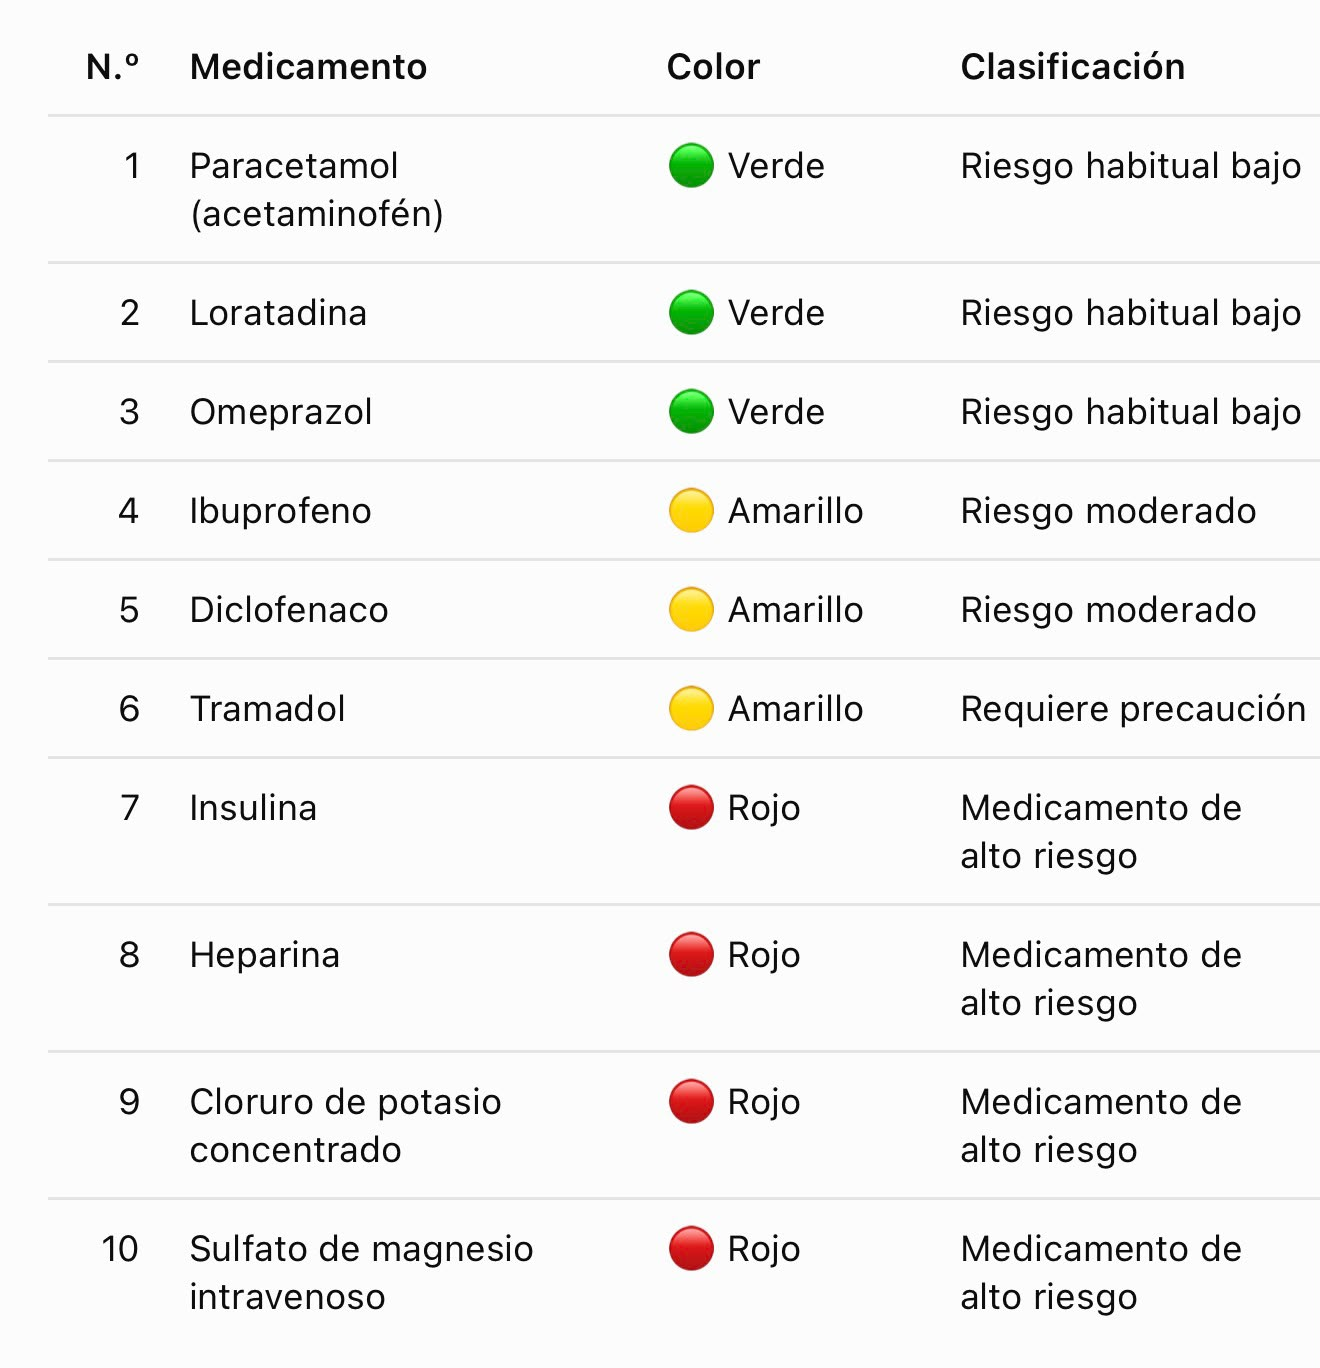 N.º Medicamento Color Clasificación
1 Paracetamol Verde Riesgo habitual bajo
(acetaminofén)
2 Loratadina Verde Riesgo habitual bajo
3 Omeprazol Verde Riesgo habitual bajo
4 Ibuprofeno Amarillo Riesgo moderado
5 Diclofenaco Amarillo Riesgo moderado
6 Tramadol Amarillo Requiere precaución
7 Insulina Rojo Medicamento de
alto riesgo
8 Heparina Rojo Medicamento de
alto riesgo
9 Cloruro de potasio Rojo Medicamento de
concentrado alto riesgo
10 Sulfato de magnesio Rojo Medicamento de
intravenoso alto riesgo